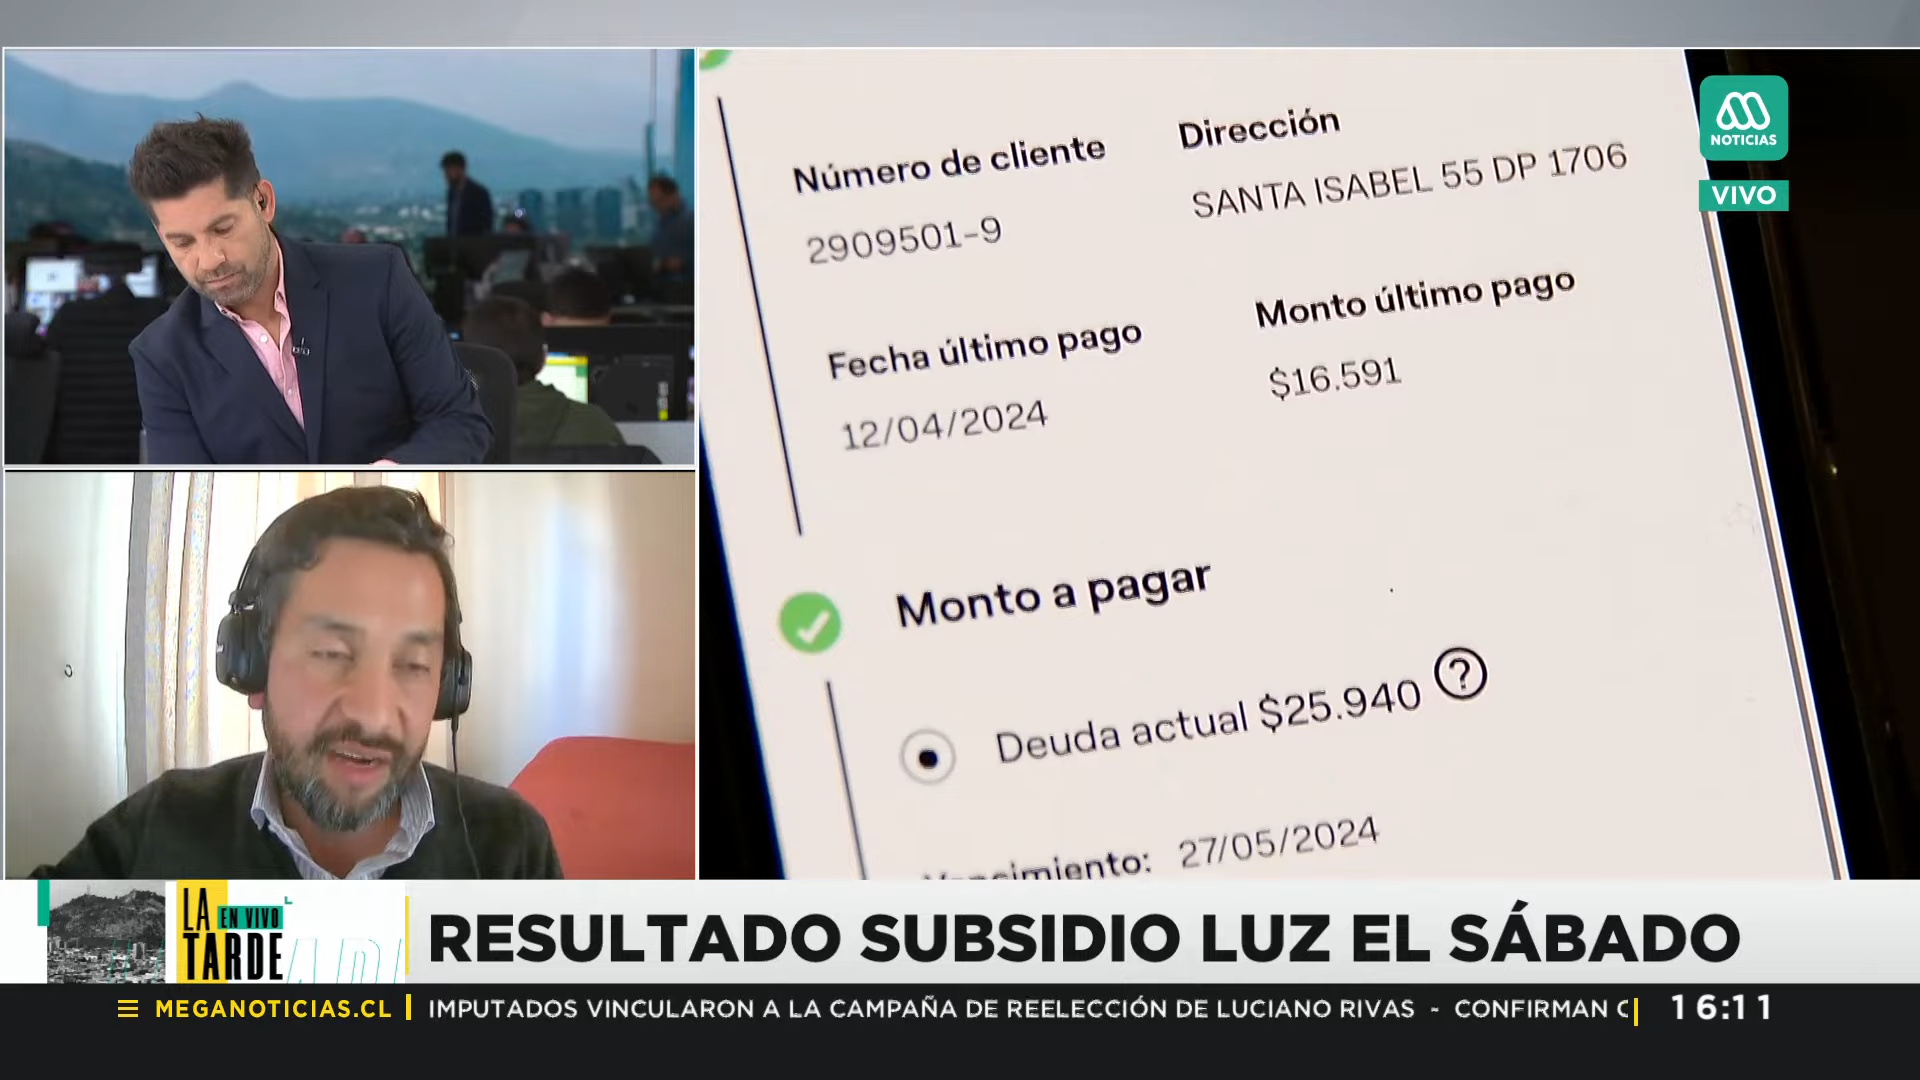 Número de cliente
Dirección
2909501-9
SANTA ISABEL 55 DP 1706
Fecha último pago
Monto último pago
12/04/2024
$16.591
Monto a pagar
Deuda actual $25.940 ?
Vencimiento: 27/05/2024
NOTICIAS
VIVO
LA
EN VIVO
TARDE
RESULTADO SUBSIDIO LUZ EL SÁBADO
MEGANOTICIAS.CL
IMPUTADOS VINCULARON A LA CAMPAÑA DE REELECCIÓN DE LUCIANO RIVAS - CONFIRMAN
16:11